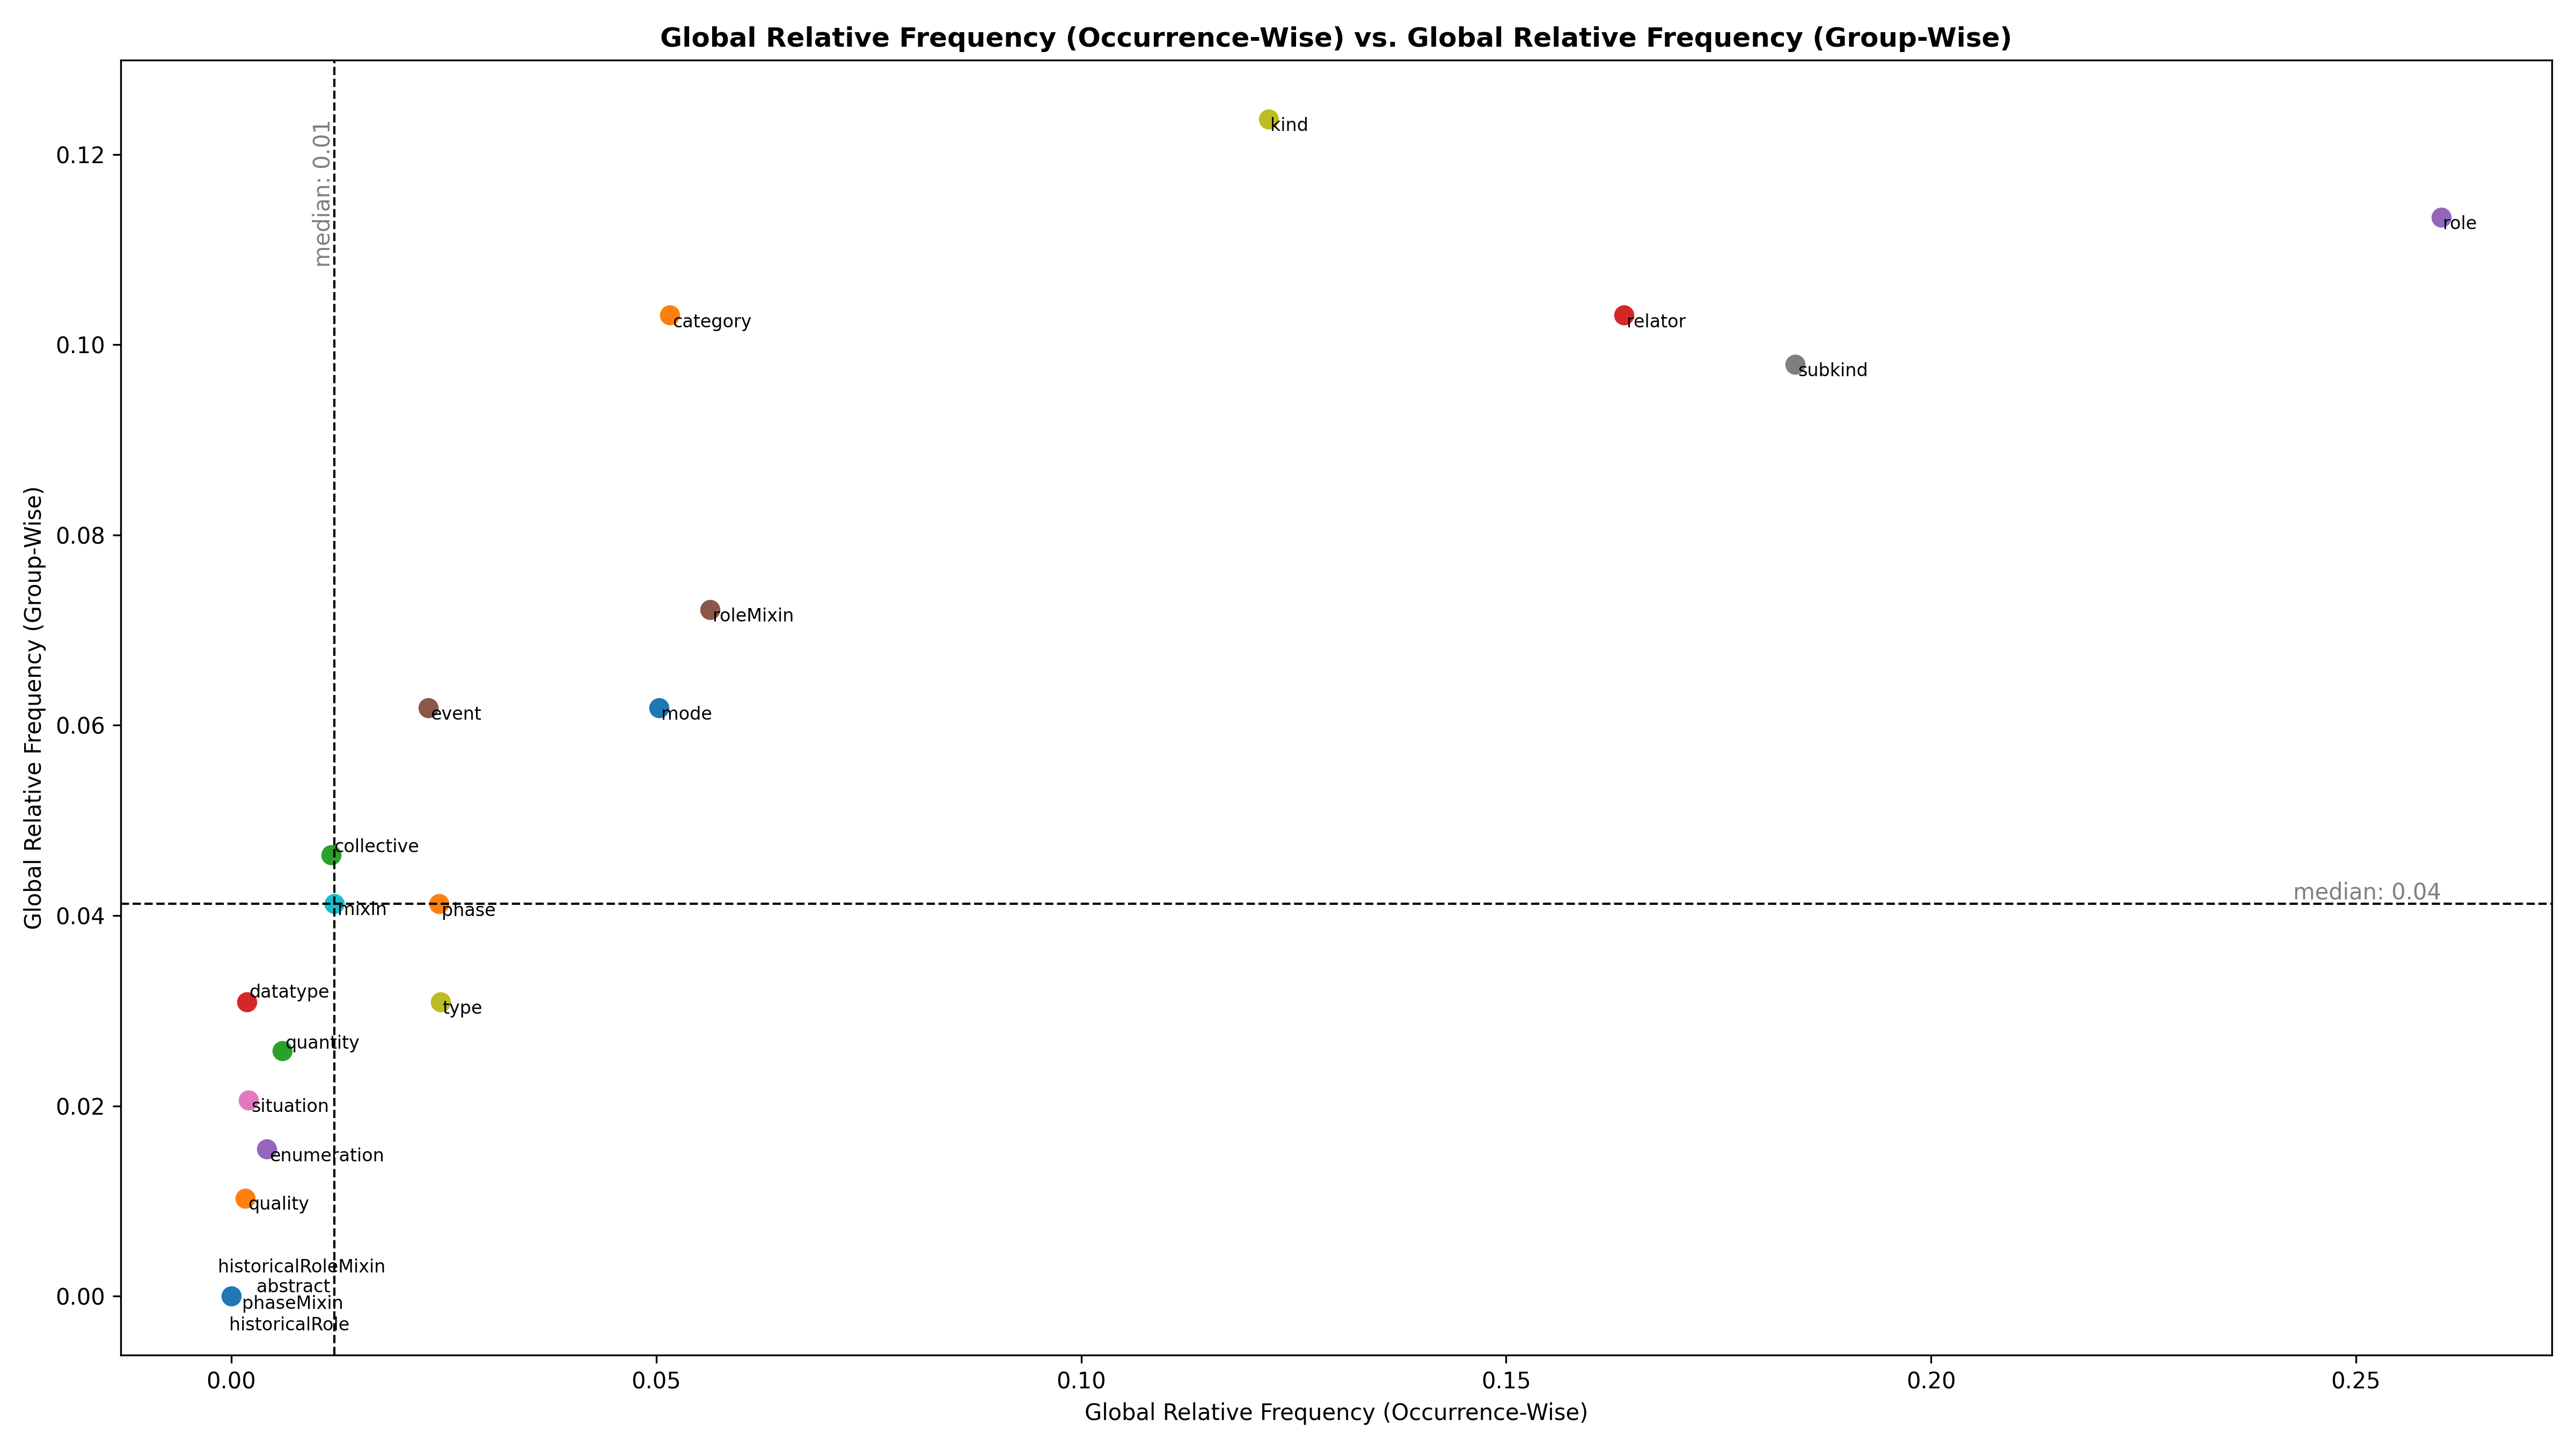 Global Relative Frequency (Occurrence-Wise) vs. Global Relative Frequency (Group-Wise)
Global Relative Frequency (Group-Wise)
0.12
0.10
0.08
0.06
0.04
0.02
0.00
median: 0.01
kind
role
category
relator
subkind
roleMixin
event
mode
collective
median: 0.04
mixin
phase
datatype
type
quantity
situation
enumeration
quality
historicalRoleMixin
abstract
phaseMixin
historicalRole
0.00
0.05
0.10
0.15
0.20
0.25
Global Relative Frequency (Occurrence-Wise)